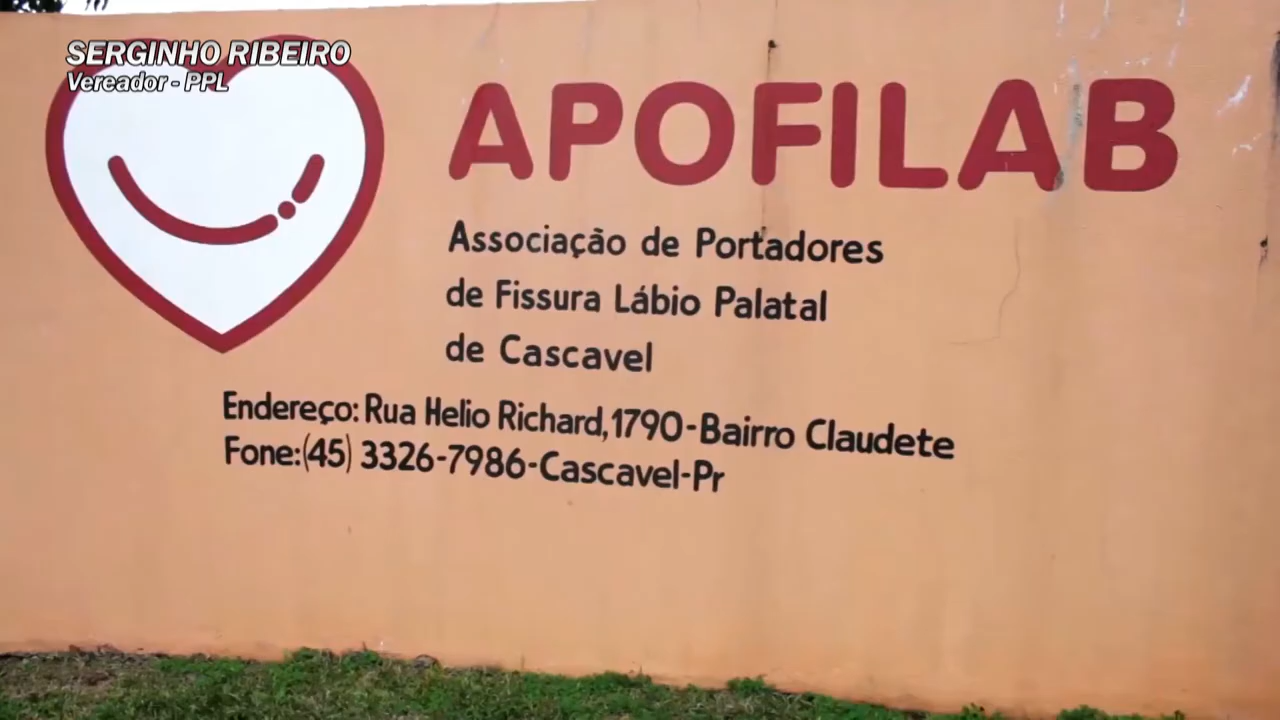 SERGINHO RIBEIRO
Vereador - PPL
APOFILAB
Associação de Portadores
de Fissura Lábio Palatal
de Cascavel
Endereço: Rua Helio Richard, 1790-Bairro Claudete
Fone:(45) 3326-7986-Cascavel-Pr